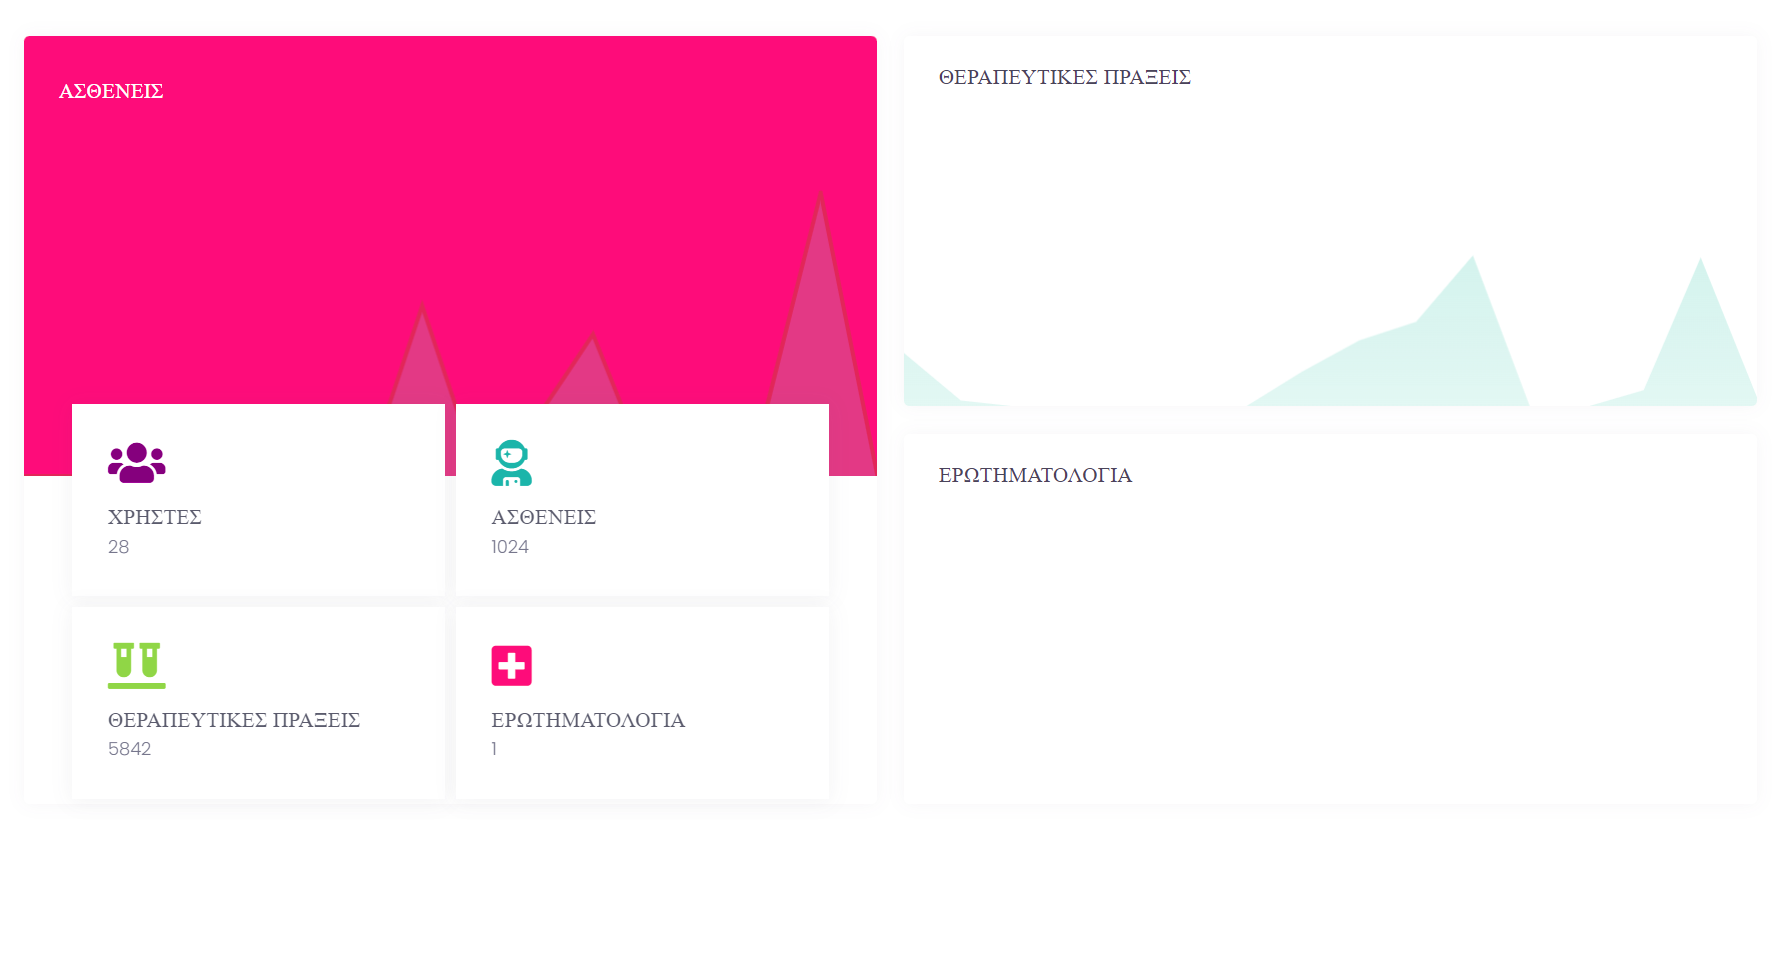 ΑΣΘΕΝΕΙΣ
ΧΡΗΣΤΕΣ
28
ΑΣΘΕΝΕΙΣ
1024
ΘΕΡΑΠΕΥΤΙΚΕΣ ΠΡΑΞΕΙΣ
5842
ΕΡΩΤΗΜΑΤΟΛΟΓΙΑ
1
ΘΕΡΑΠΕΥΤΙΚΕΣ ΠΡΑΞΕΙΣ
ΕΡΩΤΗΜΑΤΟΛΟΓΙΑ